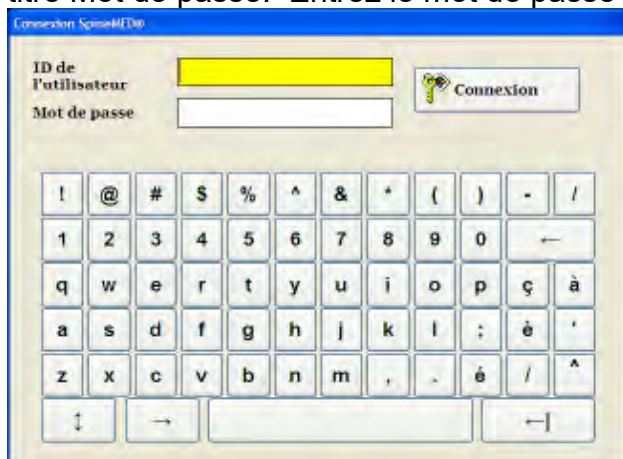 titre Mot de passe. Entrez le mot de passe
Connexion SpineMED®
ID de
l'utilisateur
Connexion
Mot de passe
! @ # $ % ^ & * ( ) - /
1 2 3 4 5 6 7 8 9 0 ←
q w e r t y u i o p ç à
a s d f g h j k l ; è '
z x c v b n m , . é / ^
↕ → ←|